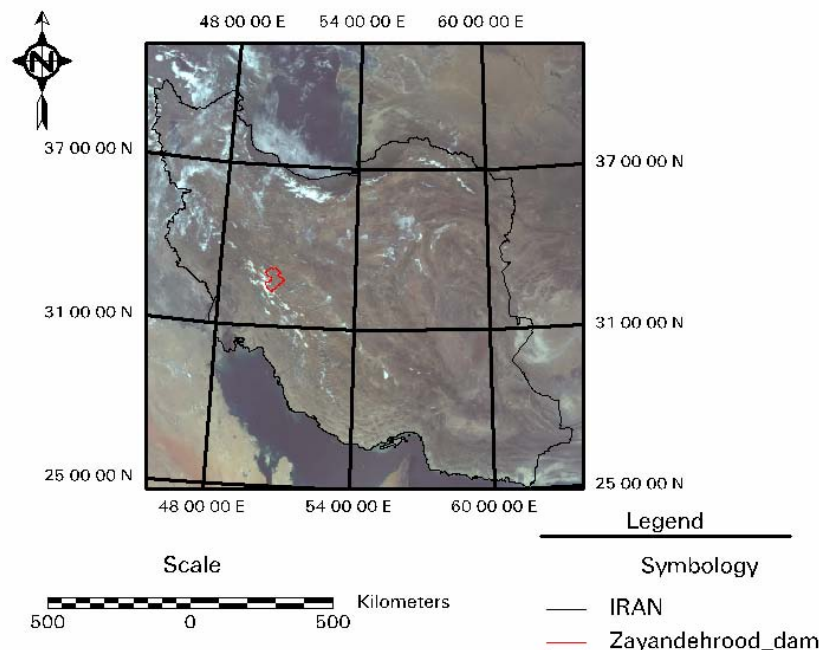 48 00 00 E 54 00 00 E 60 00 00 E
N
37 00 00 N 37 00 00 N
31 00 00 N 31 00 00 N
25 00 00 N 25 00 00 N
48 00 00 E 54 00 00 E 60 00 00 E
Legend
Scale
Symbology
Kilometers
500 0 500
IRAN
Zayandehrood_dam